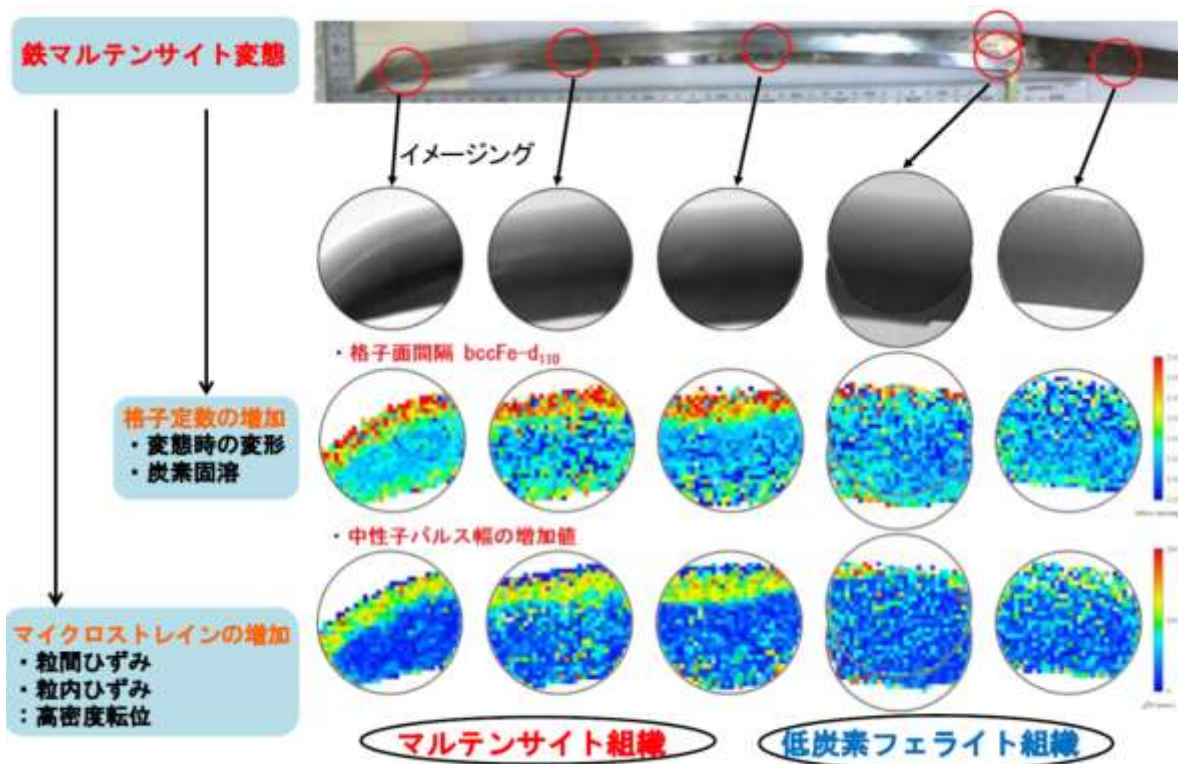 鉄マルテンサイト変態
イメージング
・格子面間隔 bccFe-d₁₁₀
格子定数の増加
・変態時の変形
・炭素固溶
・中性子パルス幅の増加値
マイクロストレインの増加
・粒間ひずみ
・粒内ひずみ
：高密度転位
マルテンサイト組織
低炭素フェライト組織